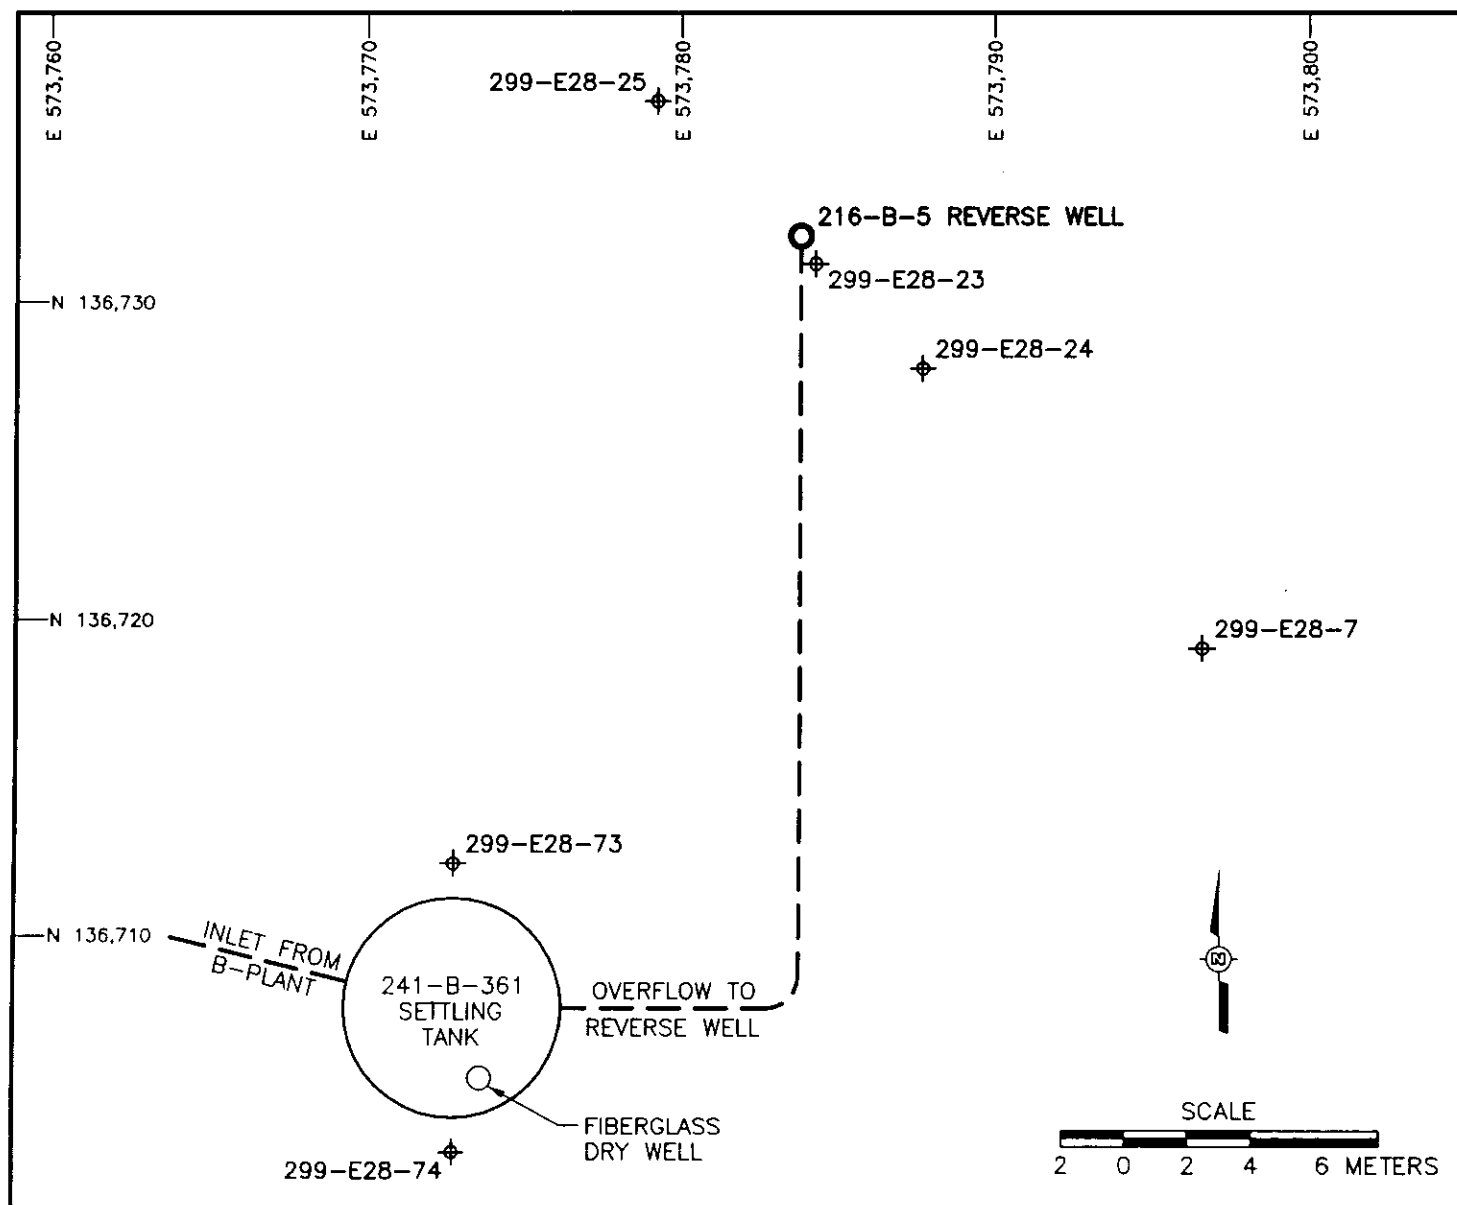 E 573,760
E 573,770
E 573,780
E 573,790
E 573,800
299-E28-25
216-B-5 REVERSE WELL
299-E28-23
N 136,730
299-E28-24
N 136,720
299-E28-7
299-E28-73
N 136,710
INLET FROM
B-PLANT
241-B-361
SETTLING
TANK
OVERFLOW TO
REVERSE WELL
N
FIBERGLASS
DRY WELL
299-E28-74
SCALE
2 0 2 4 6 METERS